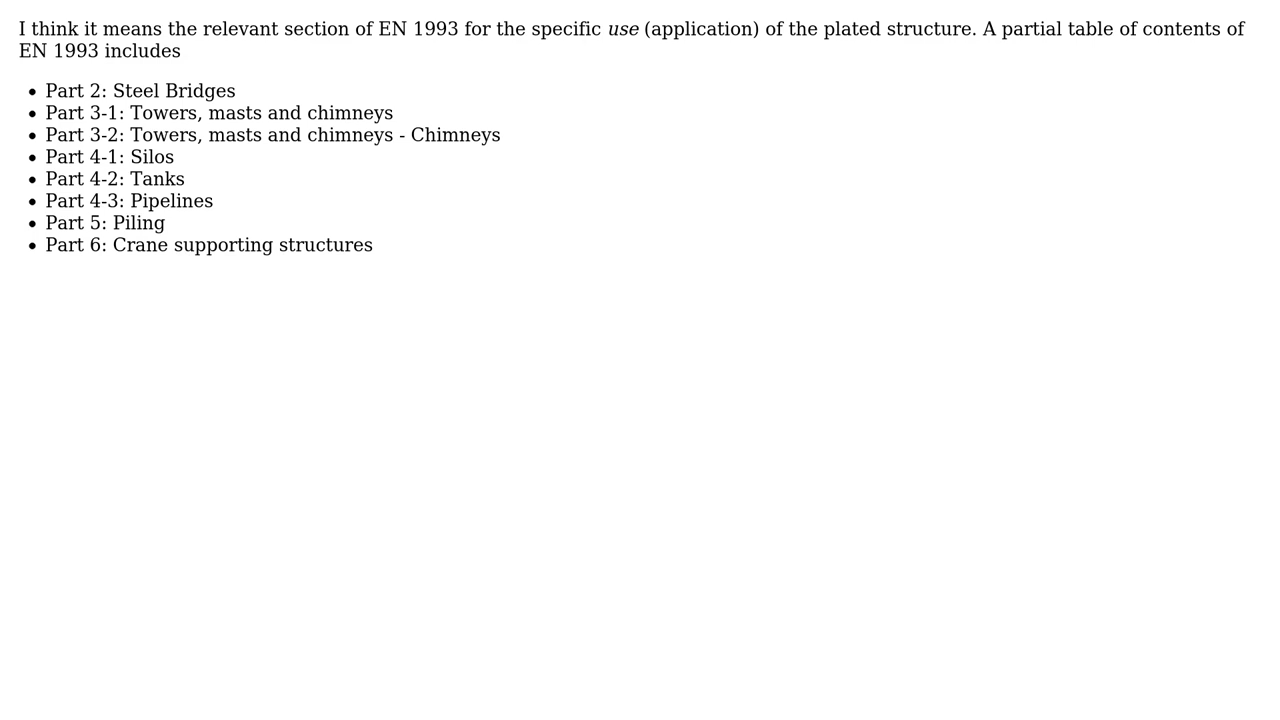 I think it means the relevant section of EN 1993 for the specific use (application) of the plated structure. A partial table of contents of
EN 1993 includes
• Part 2: Steel Bridges
• Part 3-1: Towers, masts and chimneys
• Part 3-2: Towers, masts and chimneys - Chimneys
• Part 4-1: Silos
• Part 4-2: Tanks
• Part 4-3: Pipelines
• Part 5: Piling
• Part 6: Crane supporting structures